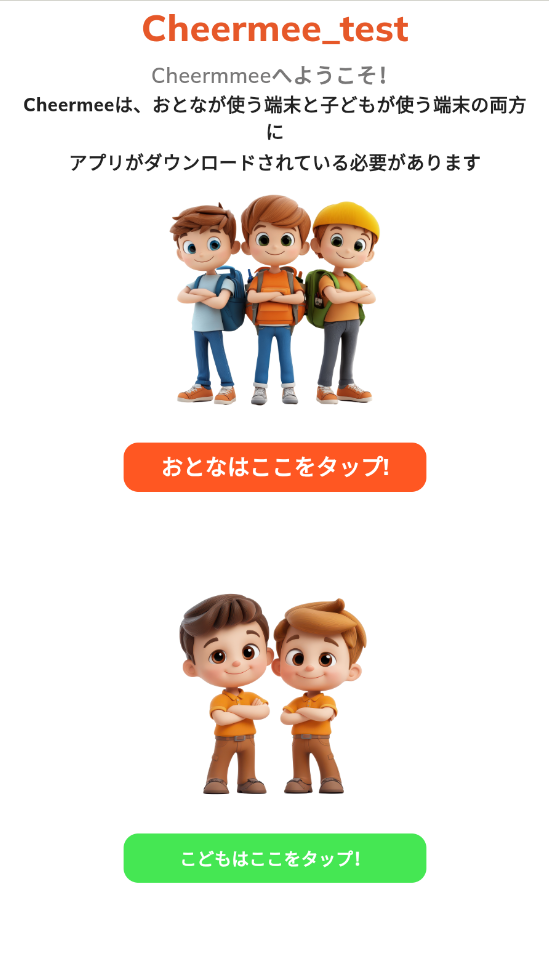 Cheermee_test
Cheermmeeへようこそ!
Cheermeeは、おとなが使う端末と子どもが使う端末の両方
に
アプリがダウンロードされている必要があります
おとなはここをタップ!
こどもはここをタップ!